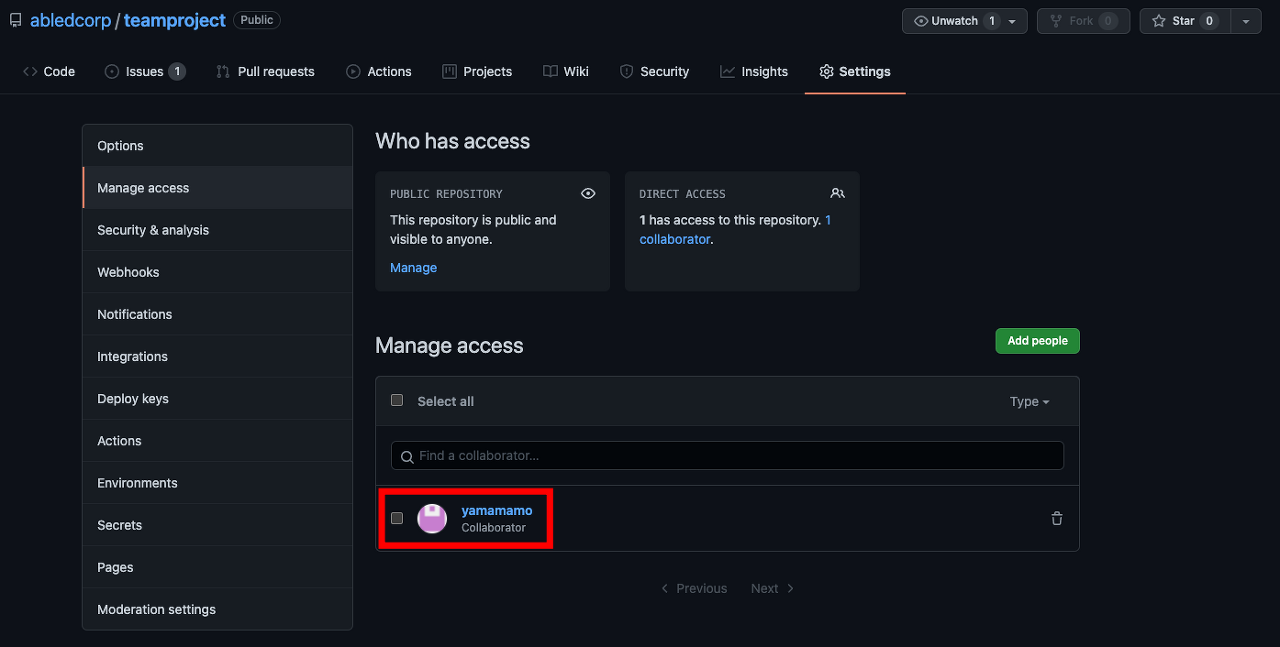 abledcorp / teamproject Public
Unwatch 1 Fork 0 Star 0
Code Issues 1 Pull requests Actions Projects Wiki Security Insights Settings
Options
Manage access
Security & analysis
Webhooks
Notifications
Integrations
Deploy keys
Actions
Environments
Secrets
Pages
Moderation settings
Who has access
PUBLIC REPOSITORY
This repository is public and
visible to anyone.
Manage
DIRECT ACCESS
1 has access to this repository. 1
collaborator.
Manage access
Add people
Select all
Type
Find a collaborator...
yamamamo
Collaborator
Previous Next